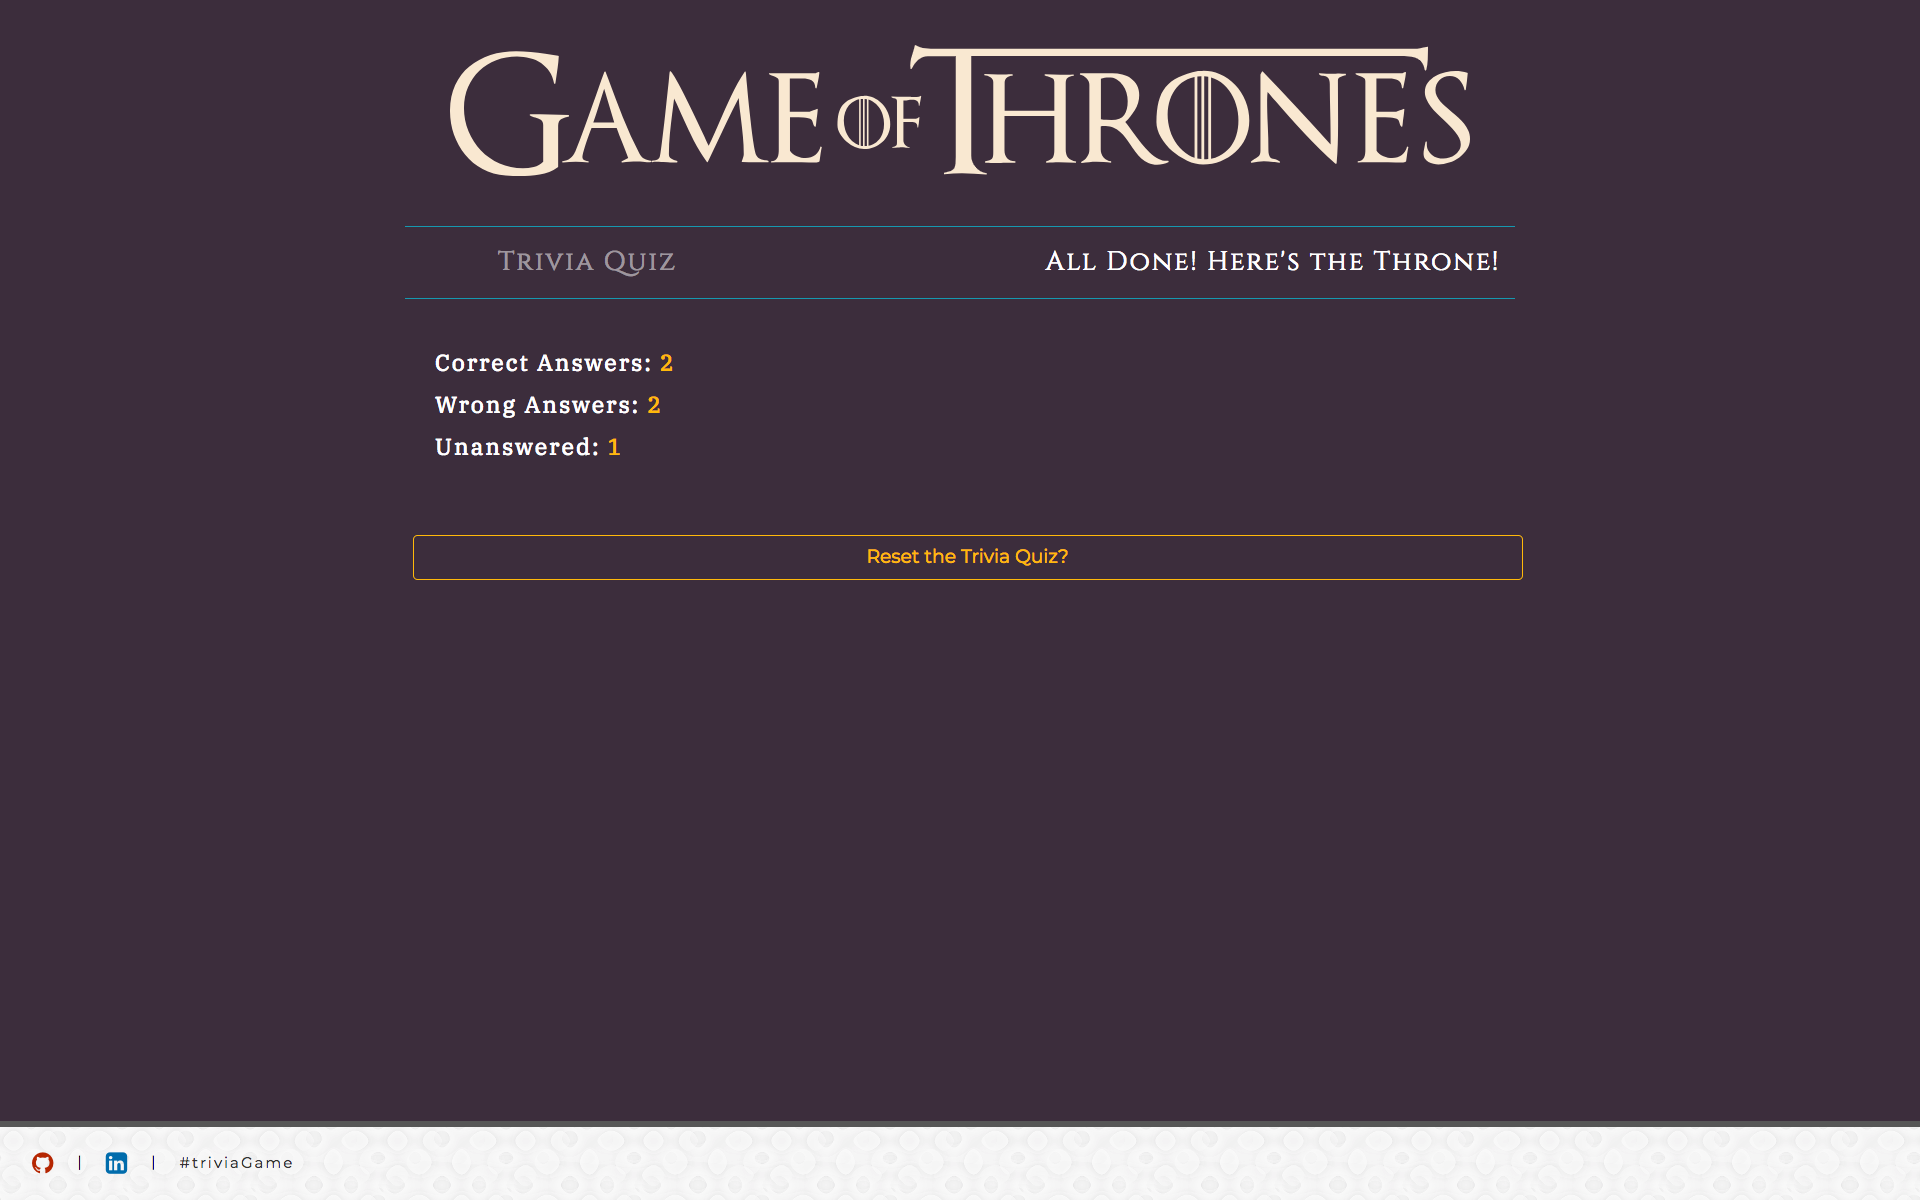 GAME OF THRONES
Trivia Quiz
All Done! Here's the Throne!
Correct Answers: 2
Wrong Answers: 2
Unanswered: 1
Reset the Trivia Quiz?
| in | #triviaGame